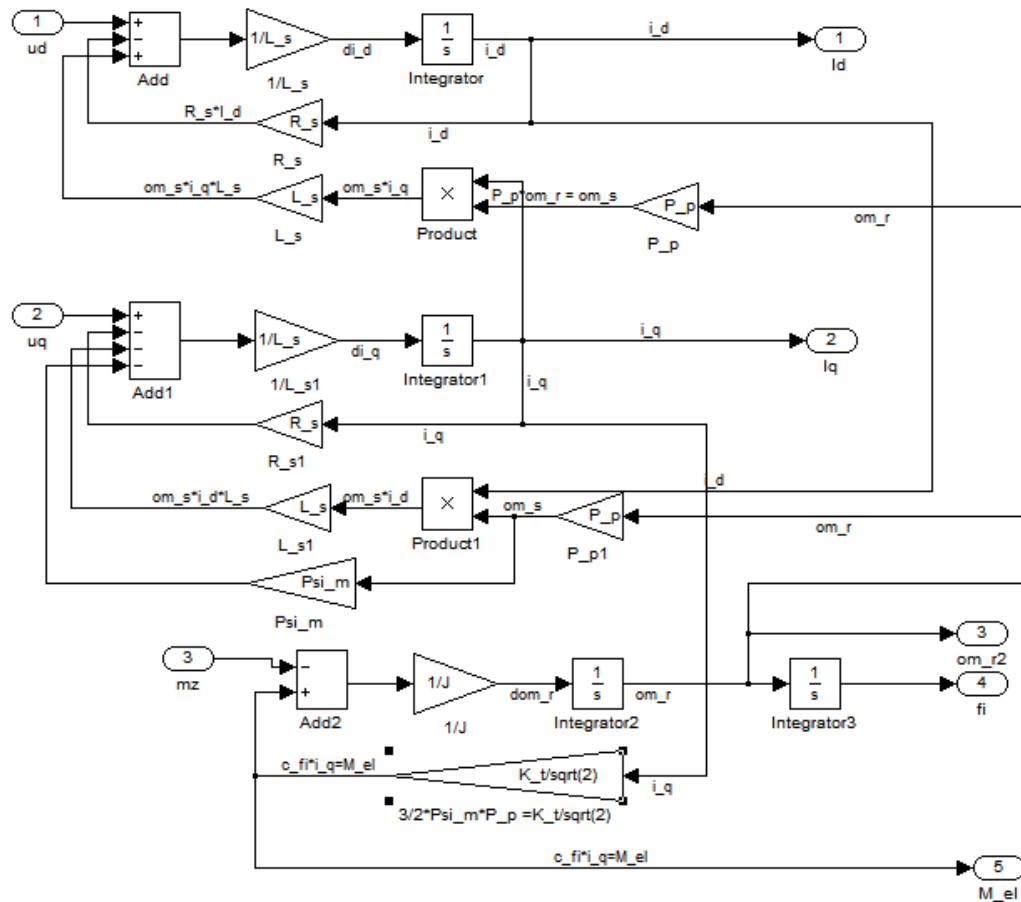 1
ud
+
−
+
Add
1/L_s
1/L_s
di_d
1
s
Integrator
i_d
i_d
1
Id
R_s*I_d
R_s
R_s
i_d
om_s*i_q*L_s
L_s
L_s
om_s*i_q
×
Product
P_p*om_r = om_s
P_p
P_p
om_r
2
uq
+
−
−
−
Add1
1/L_s
1/L_s1
di_q
1
s
Integrator1
i_q
2
Iq
i_q
R_s
R_s1
i_q
om_s*i_d*L_s
L_s
L_s1
om_s*i_d
×
Product1
i_d
om_s
P_p
P_p1
om_r
Psi_m
Psi_m
3
mz
−
+
Add2
1/J
1/J
dom_r
1
s
Integrator2
om_r
1
s
Integrator3
3
om_r2
4
fi
c_fi*i_q=M_el
K_t/sqrt(2)
3/2*Psi_m*P_p =K_t/sqrt(2)
i_q
c_fi*i_q=M_el
5
M_el